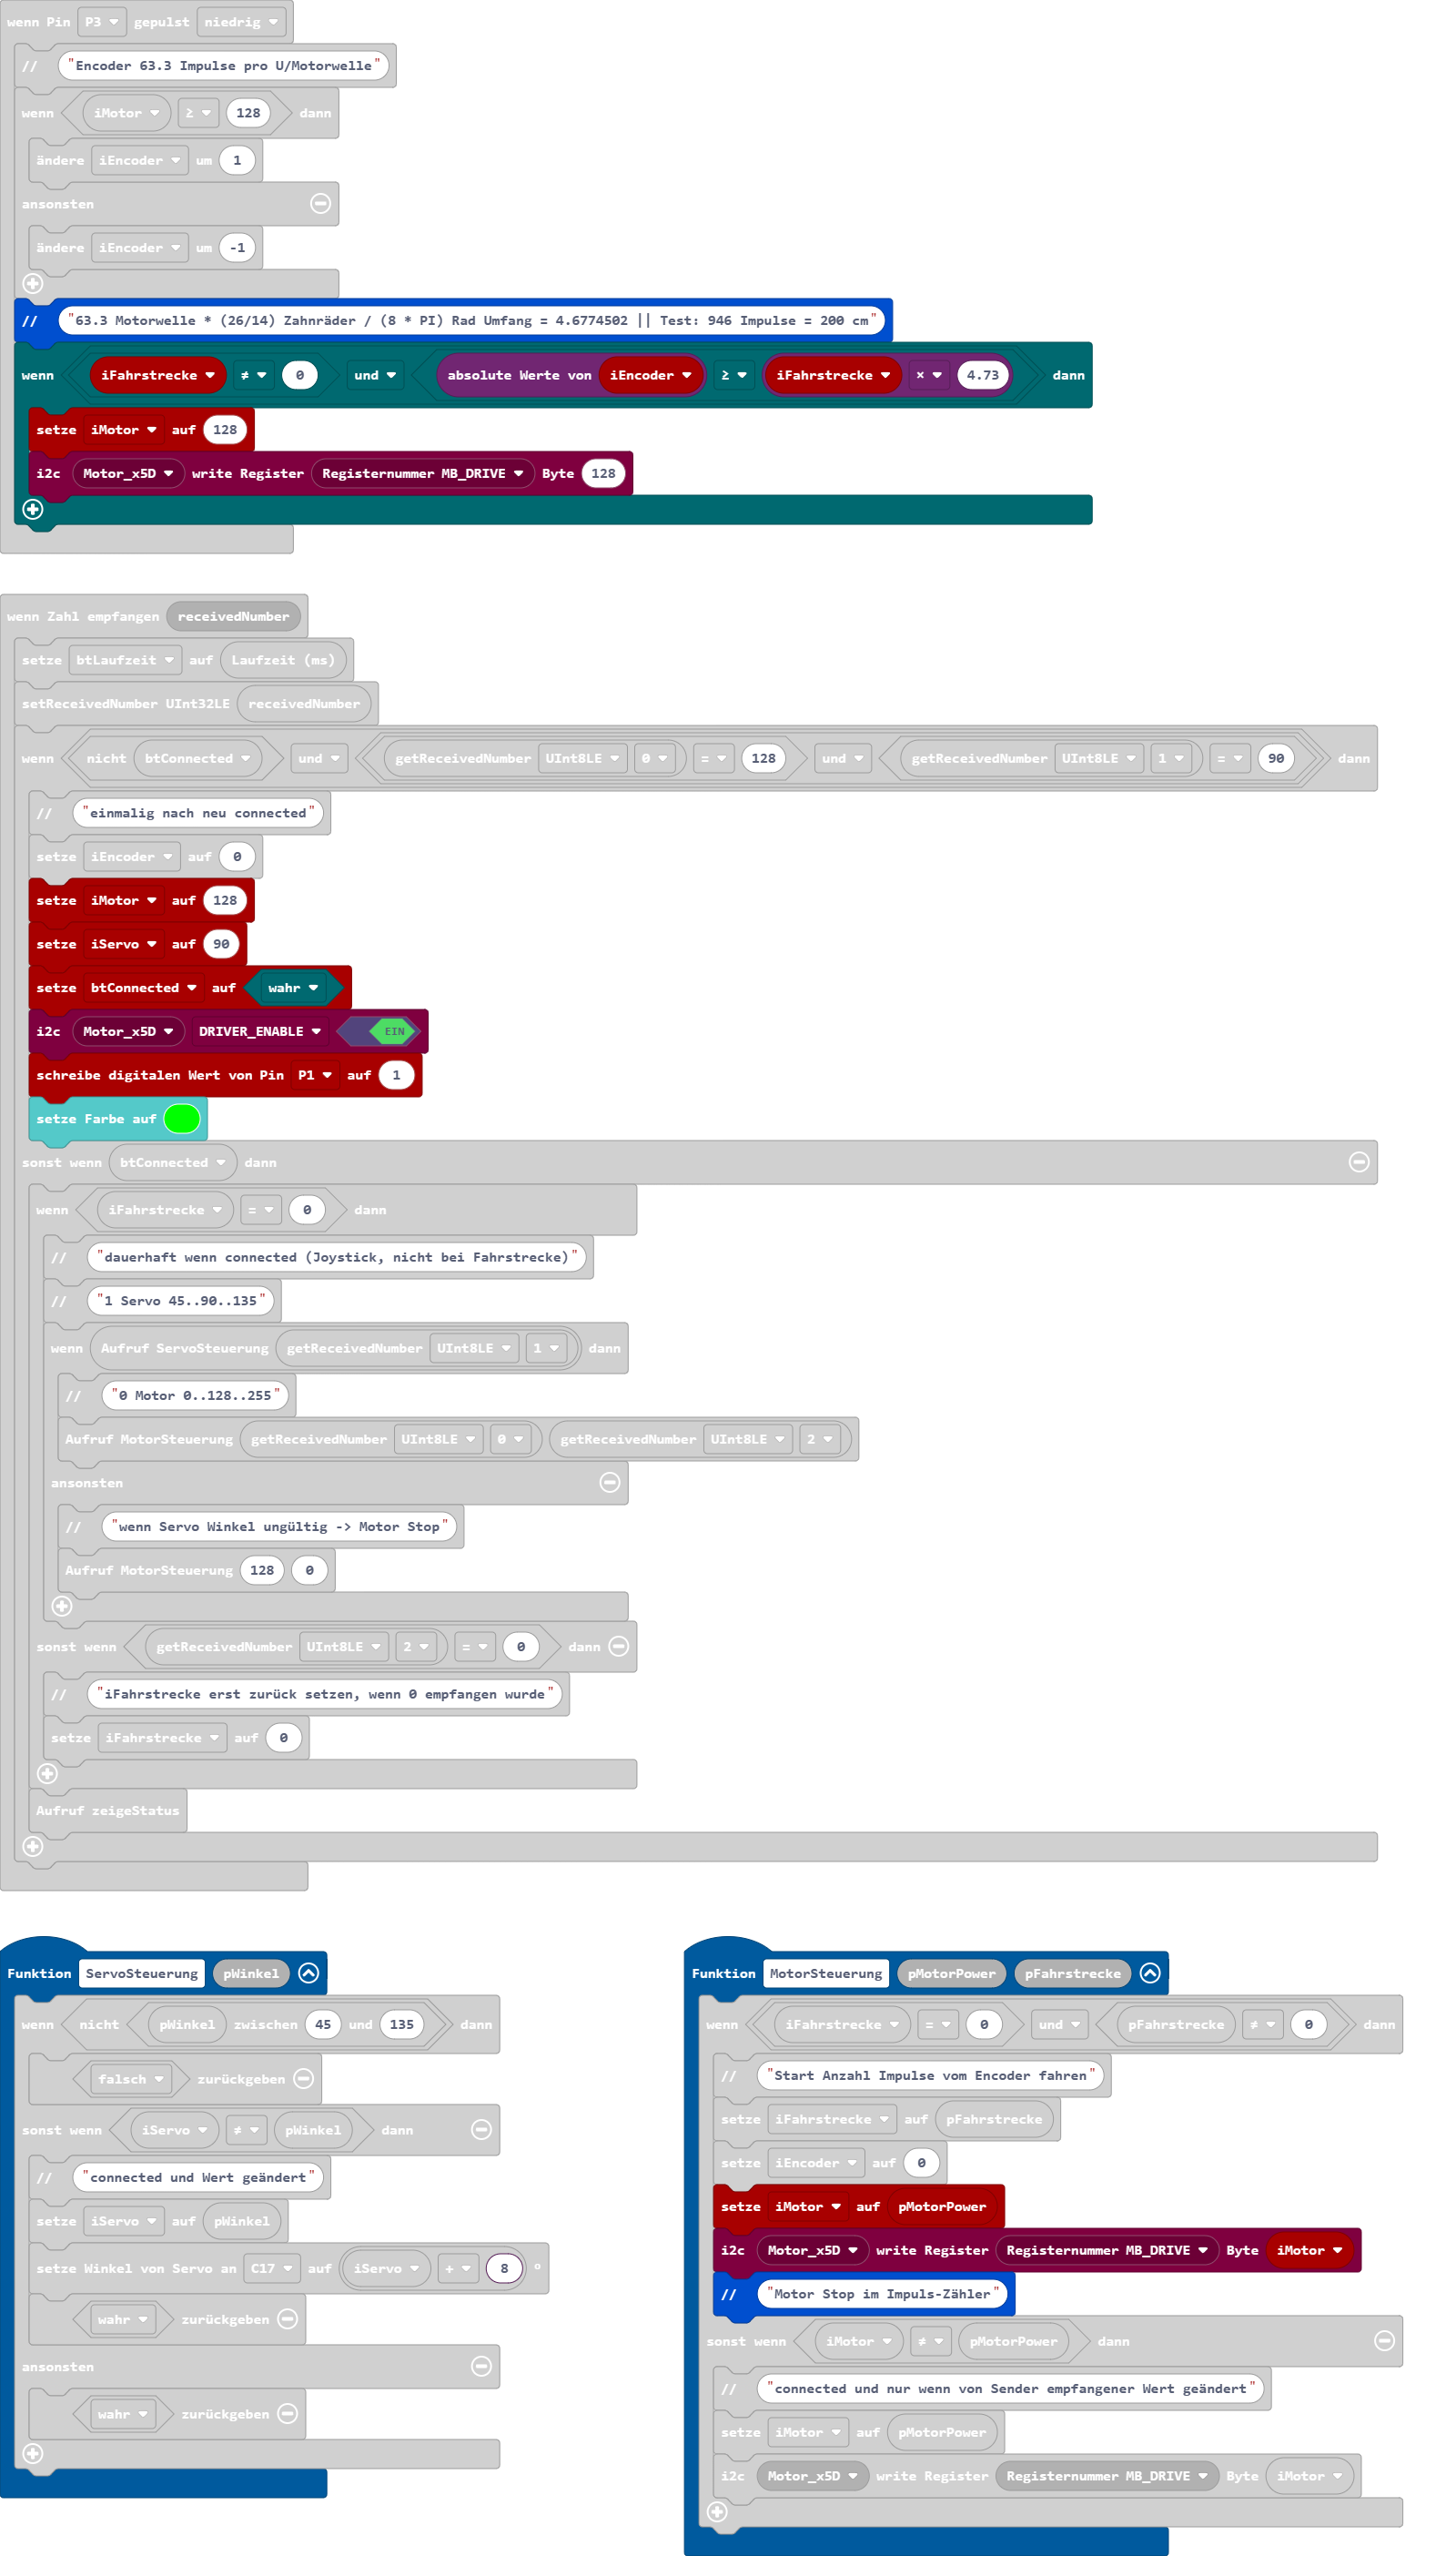 wenn Pin P3 gepulst niedrig
// "Encoder 63.3 Impulse pro U/Motorwelle"
wenn iMotor ≥ 128 dann
ändere iEncoder um 1
ansonsten
ändere iEncoder um -1
// "63.3 Motorwelle * (26/14) Zahnräder / (8 * PI) Rad Umfang = 4.6774502 || Test: 946 Impulse = 200 cm"
wenn iFahrstrecke ≠ 0 und absolute Werte von iEncoder ≥ iFahrstrecke × 4.73 dann
setze iMotor auf 128
i2c Motor_x5D write Register Registernummer MB_DRIVE Byte 128
wenn Zahl empfangen receivedNumber
setze btLaufzeit auf Laufzeit (ms)
setReceivedNumber UInt32LE receivedNumber
wenn nicht btConnected und getReceivedNumber UInt8LE 0 = 128 und getReceivedNumber UInt8LE 1 = 90 dann
// "einmalig nach neu connected"
setze iEncoder auf 0
setze iMotor auf 128
setze iServo auf 90
setze btConnected auf wahr
i2c Motor_x5D DRIVER_ENABLE EIN
schreibe digitalen Wert von Pin P1 auf 1
setze Farbe auf
sonst wenn btConnected dann
wenn iFahrstrecke = 0 dann
// "dauerhaft wenn connected (Joystick, nicht bei Fahrstrecke)"
// "1 Servo 45..90..135"
wenn Aufruf ServoSteuerung getReceivedNumber UInt8LE 1 dann
// "0 Motor 0..128..255"
Aufruf MotorSteuerung getReceivedNumber UInt8LE 0 getReceivedNumber UInt8LE 2
ansonsten
// "wenn Servo Winkel ungültig -> Motor Stop"
Aufruf MotorSteuerung 128 0
sonst wenn getReceivedNumber UInt8LE 2 = 0 dann
// "iFahrstrecke erst zurück setzen, wenn 0 empfangen wurde"
setze iFahrstrecke auf 0
Aufruf zeigeStatus
Funktion ServoSteuerung pWinkel
wenn nicht pWinkel zwischen 45 und 135 dann
falsch zurückgeben
sonst wenn iServo ≠ pWinkel dann
// "connected und Wert geändert"
setze iServo auf pWinkel
setze Winkel von Servo an C17 auf iServo + 8 °
wahr zurückgeben
ansonsten
wahr zurückgeben
Funktion MotorSteuerung pMotorPower pFahrstrecke
wenn iFahrstrecke = 0 und pFahrstrecke ≠ 0 dann
// "Start Anzahl Impulse vom Encoder fahren"
setze iFahrstrecke auf pFahrstrecke
setze iEncoder auf 0
setze iMotor auf pMotorPower
i2c Motor_x5D write Register Registernummer MB_DRIVE Byte iMotor
// "Motor Stop im Impuls-Zähler"
sonst wenn iMotor ≠ pMotorPower dann
// "connected und nur wenn von Sender empfangener Wert geändert"
setze iMotor auf pMotorPower
i2c Motor_x5D write Register Registernummer MB_DRIVE Byte iMotor